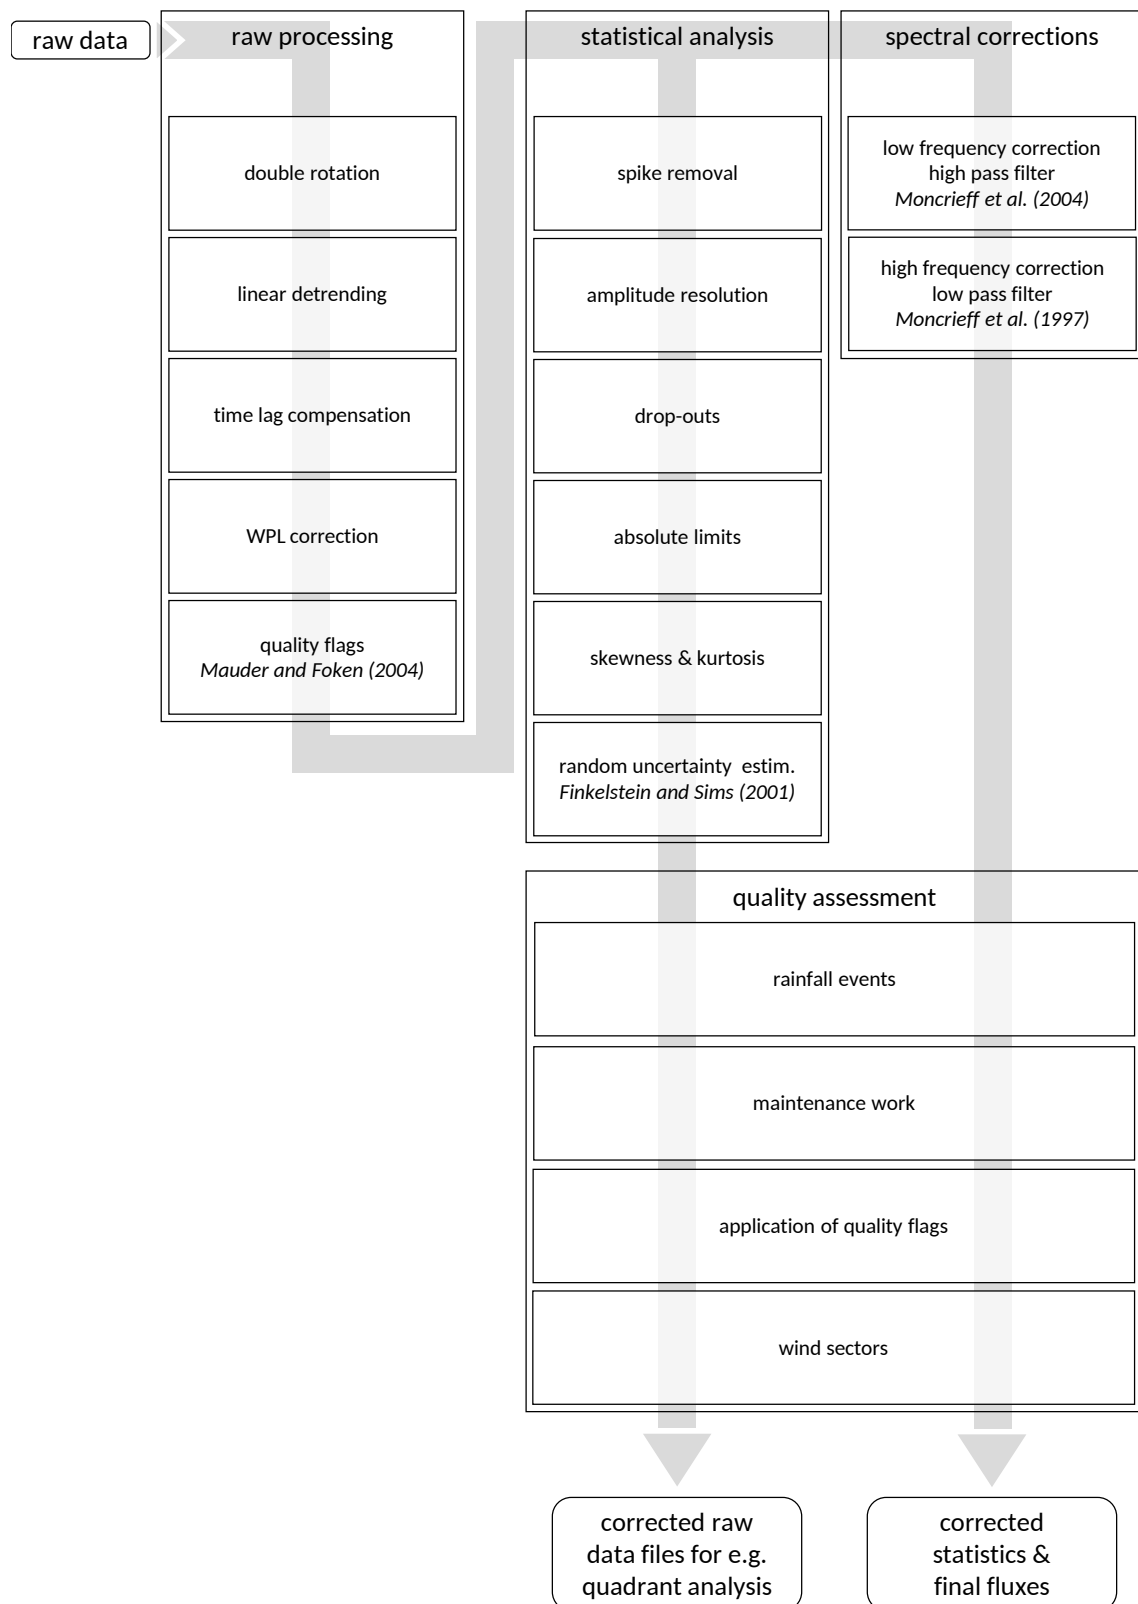 raw data
raw processing
double rotation
linear detrending
time lag compensation
WPL correction
quality flags
Mauder and Foken (2004)
statistical analysis
spike removal
amplitude resolution
drop-outs
absolute limits
skewness & kurtosis
random uncertainty estim.
Finkelstein and Sims (2001)
spectral corrections
low frequency correction
high pass filter
Moncrieff et al. (2004)
high frequency correction
low pass filter
Moncrieff et al. (1997)
quality assessment
rainfall events
maintenance work
application of quality flags
wind sectors
corrected raw
data files for e.g.
quadrant analysis
corrected
statistics &
final fluxes